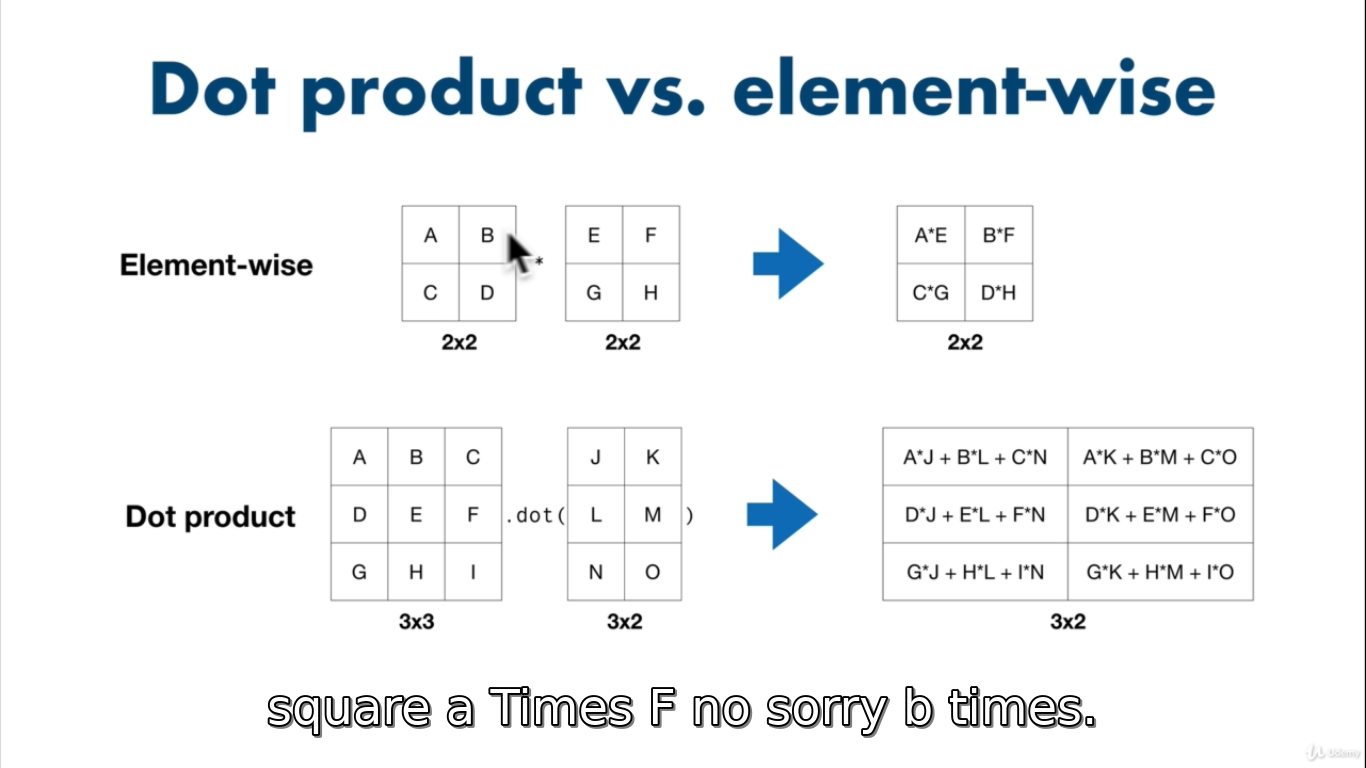 Dot product vs. element-wise
Element-wise
A B
C D
2x2
*
E F
G H
2x2
A*E B*F
C*G D*H
2x2
Dot product
A B C
D E F
G H I
3x3
.dot(
J K
L M
N O
)
3x2
A*J + B*L + C*N A*K + B*M + C*O
D*J + E*L + F*N D*K + E*M + F*O
G*J + H*L + I*N G*K + H*M + I*O
3x2
square a Times F no sorry b times.
Udemy